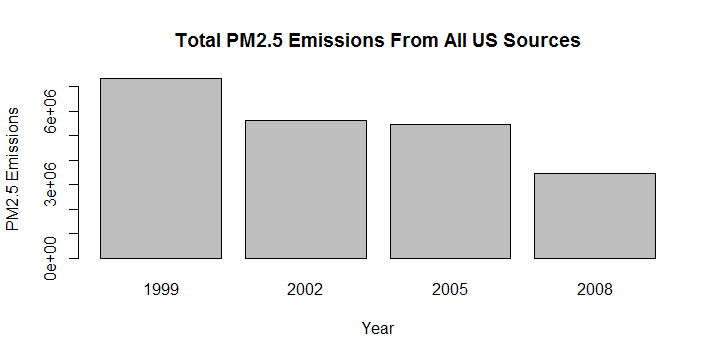 Total PM2.5 Emissions From All US Sources
PM2.5 Emissions
6e+06
3e+06
0e+00
1999 2002 2005 2008
Year